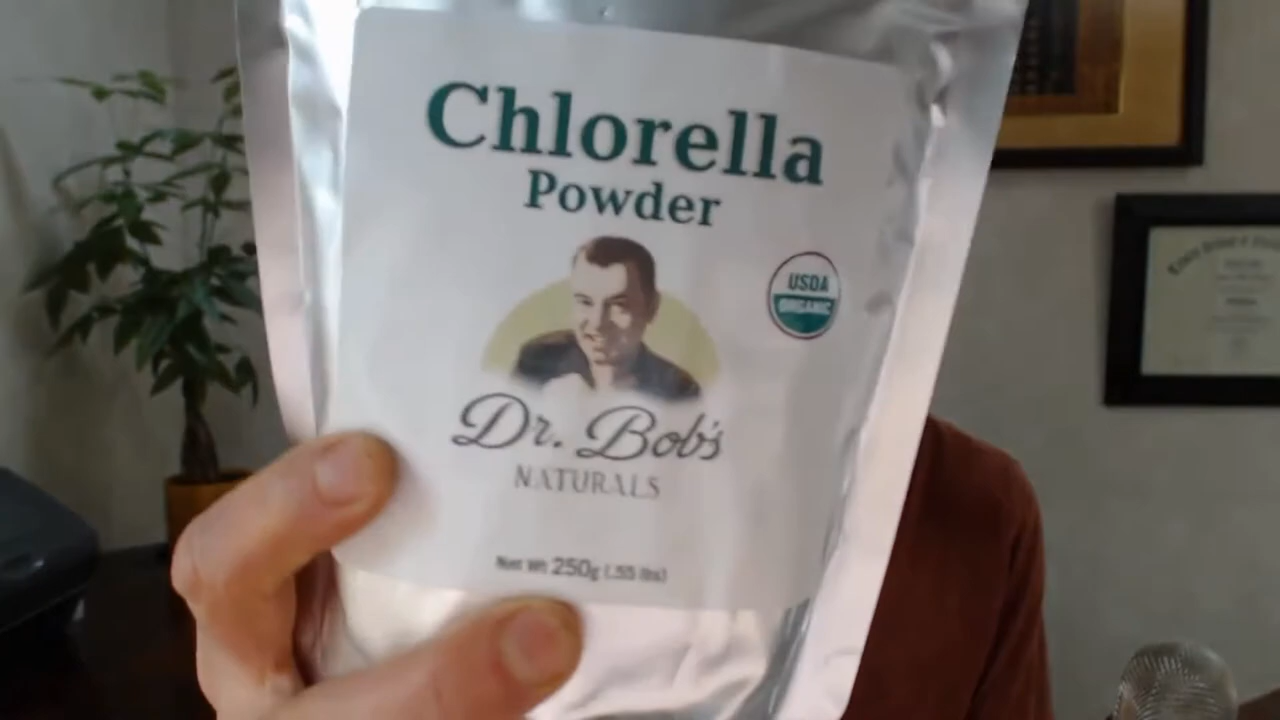 Chlorella
Powder
USDA
ORGANIC
Dr. Bob's
NATURALS
Net Wt 250g (.55 lbs)